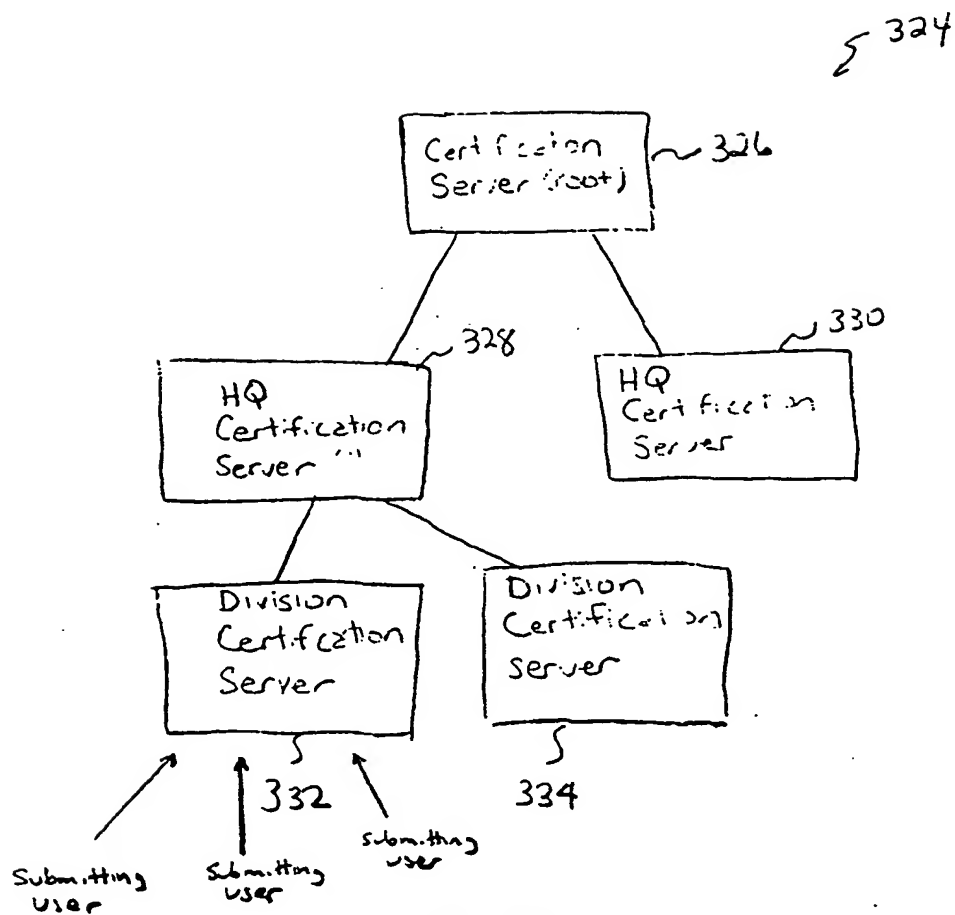 324
Certification
Server (root)
326
328
HQ
Certification
Server
330
HQ
Certification
Server
Division
Certifcation
Server
332
Division
Certification
Server
334
Submitting
user
Submitting
user
Submitting
user